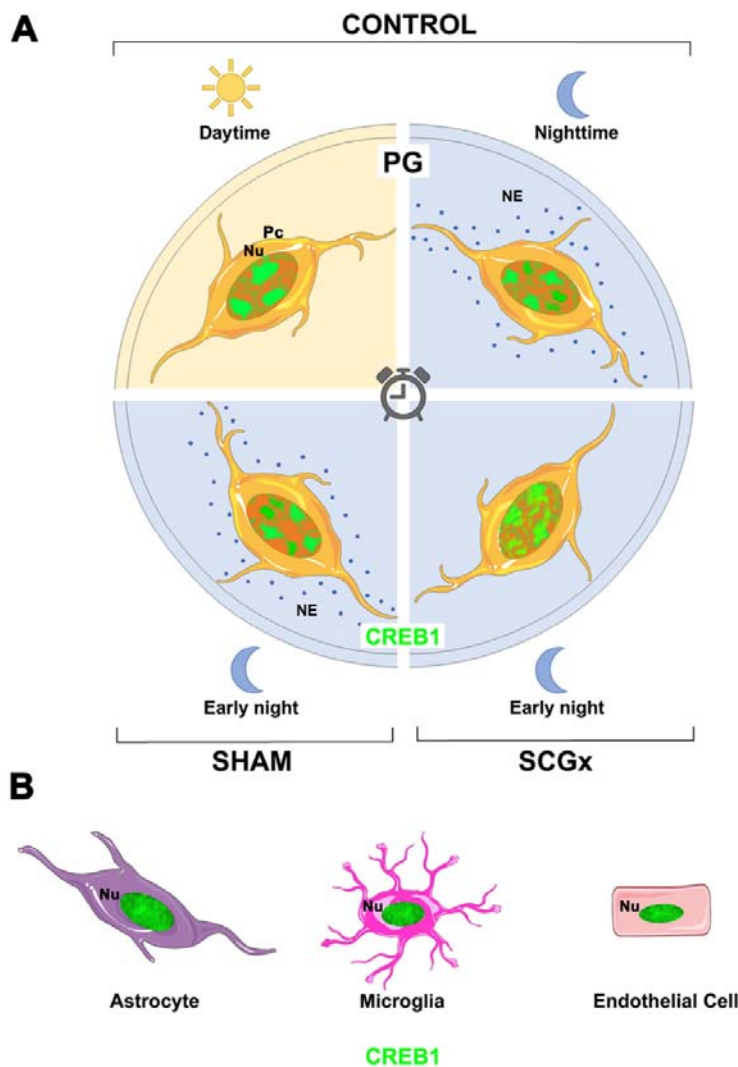 A
CONTROL
Daytime
Nighttime
PG
NE
Pc
Nu
NE
CREB1
Early night
Early night
SHAM
SCGx
B
Nu
Nu
Nu
Astrocyte
Microglia
Endothelial Cell
CREB1